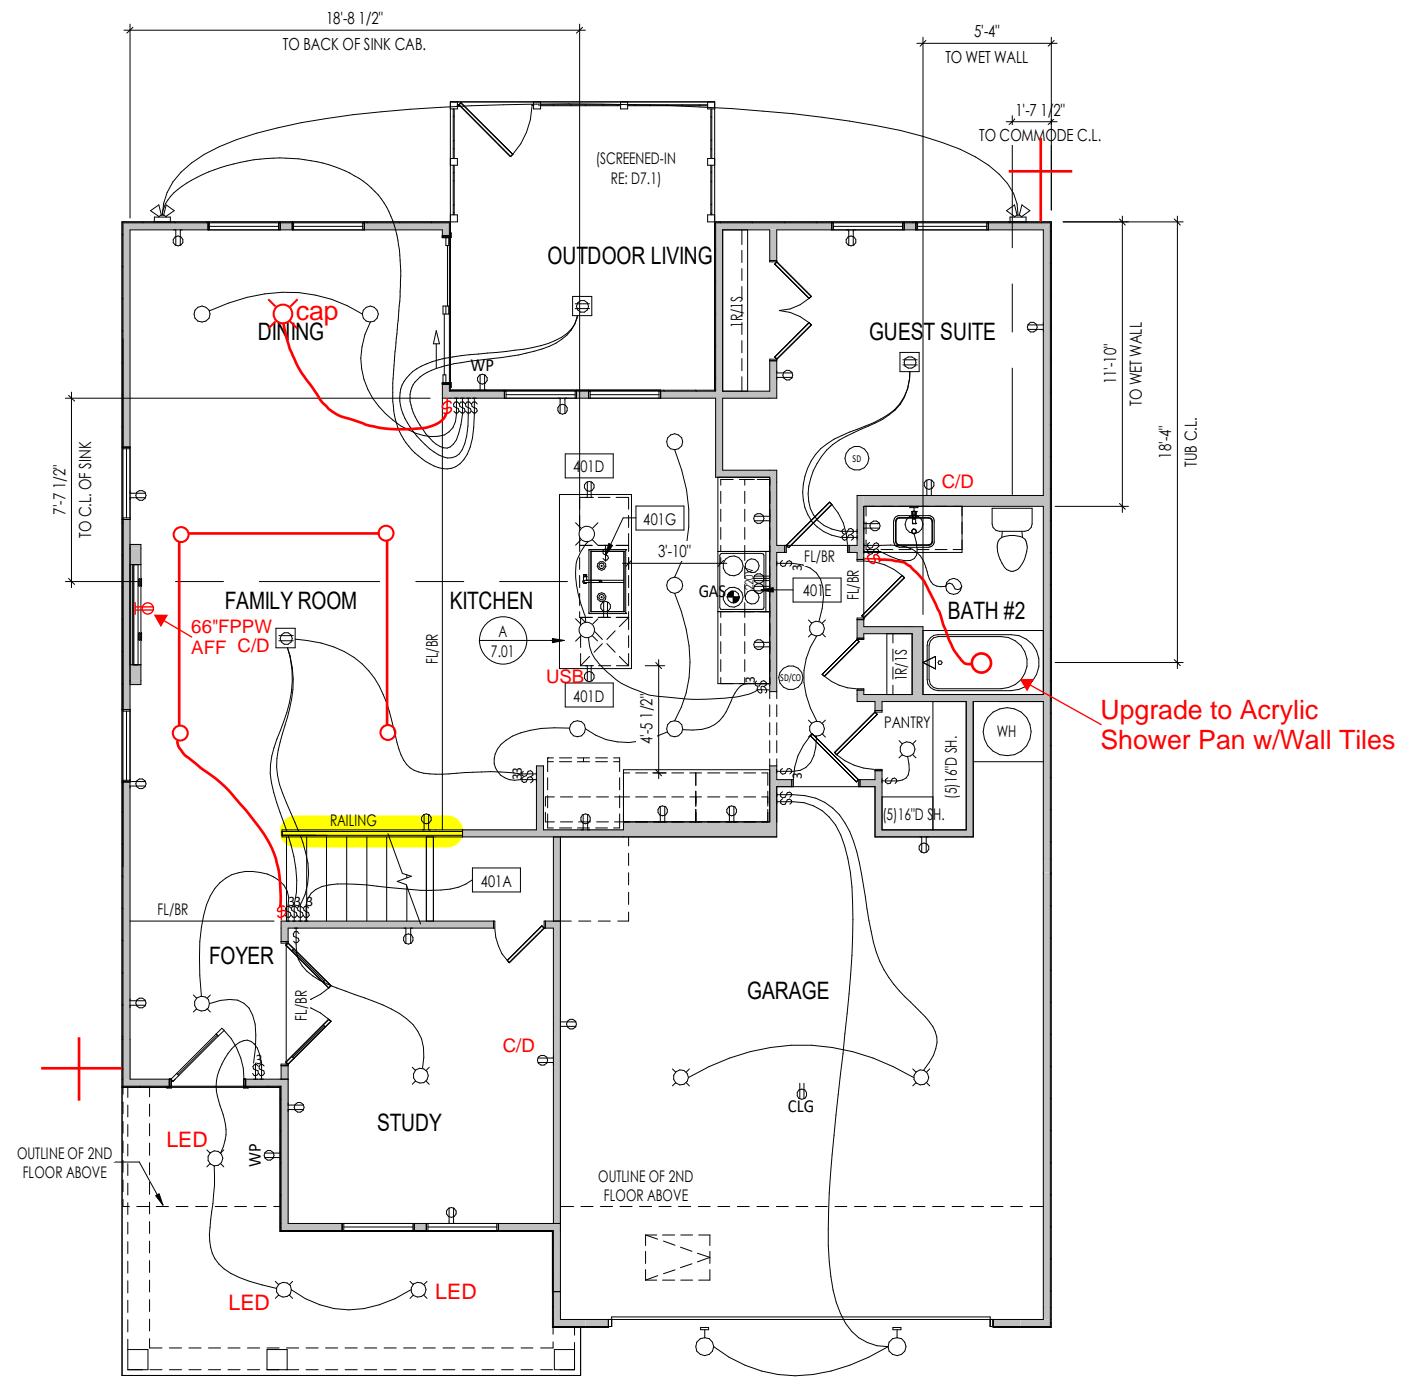 18'-8 1/2"
TO BACK OF SINK CAB.
5'-4"
TO WET WALL
1'-7 1/2"
TO COMMODE C.L.
(SCREENED-IN
RE: D7.1)
OUTDOOR LIVING
cap
DINING
1R/1S
GUEST SUITE
11'-10"
TO WET WALL
18'-4"
TUB C.L.
WP
$
$
$
$
$
7'-7 1/2"
TO C.L. OF SINK
401D
SD
C/D
401G
3'-10"
GAS
401E
FL/BR
FL/BR
FAMILY ROOM
KITCHEN
BATH #2
66"FPPW
AFF C/D
A
7.01
FL/BR
USB
401D
SD/CO
1R/1S
4'-5 1/2"
PANTRY
WH
Upgrade to Acrylic
Shower Pan w/Wall Tiles
(5)16"D SH.
(5)16"D SH.
RAILING
401A
FL/BR
FOYER
FL/BR
GARAGE
C/D
CLG
STUDY
LED
WP
OUTLINE OF 2ND
FLOOR ABOVE
OUTLINE OF 2ND
FLOOR ABOVE
LED
LED